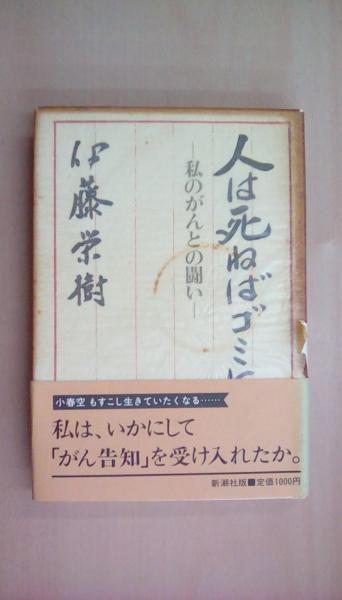 人は死ねばゴミに
―私のがんとの闘い―
伊藤栄樹
小春空 もすこし生きていたくなる……
私は、いかにして
「がん告知」を受け入れたか。
新潮社版■定価1000円